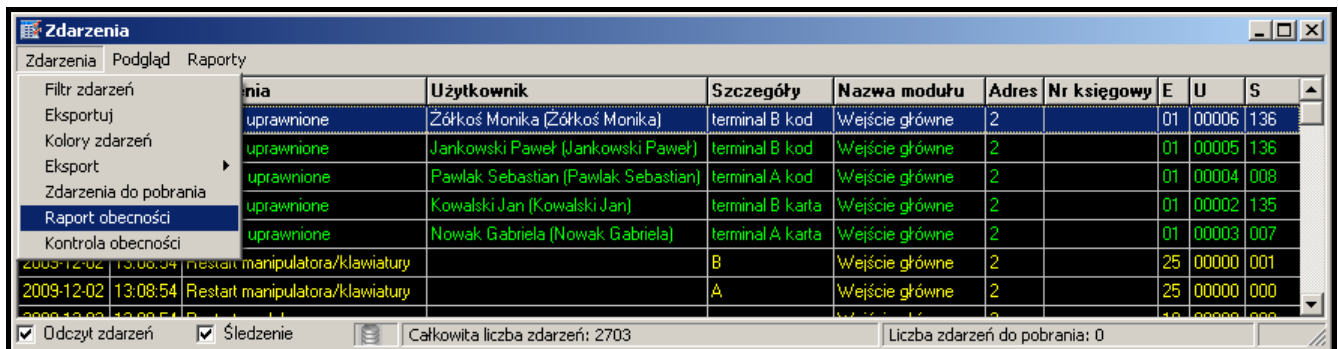 Zdarzenia
Zdarzenia Podgląd Raporty
Filtr zdarzeń
Eksportuj
Kolory zdarzeń
Eksport
Zdarzenia do pobrania
Raport obecności
Kontrola obecności
nia Użytkownik Szczegóły Nazwa modułu Adres Nr księgowy E U S
uprawnione Żółkoś Monika (Żółkoś Monika) terminal B kod Wejście główne 2 01 00006 136
uprawnione Jankowski Paweł (Jankowski Paweł) terminal B kod Wejście główne 2 01 00005 136
uprawnione Pawlak Sebastian (Pawlak Sebastian) terminal A kod Wejście główne 2 01 00004 008
uprawnione Kowalski Jan (Kowalski Jan) terminal B karta Wejście główne 2 01 00002 135
uprawnione Nowak Gabriela (Nowak Gabriela) terminal A karta Wejście główne 2 01 00003 007
2009-12-02 13:08:54 Restart manipulatora/klawiatury B Wejście główne 2 25 00000 001
2009-12-02 13:08:54 Restart manipulatora/klawiatury A Wejście główne 2 25 00000 000
Odczyt zdarzeń Śledzenie Całkowita liczba zdarzeń: 2703 Liczba zdarzeń do pobrania: 0